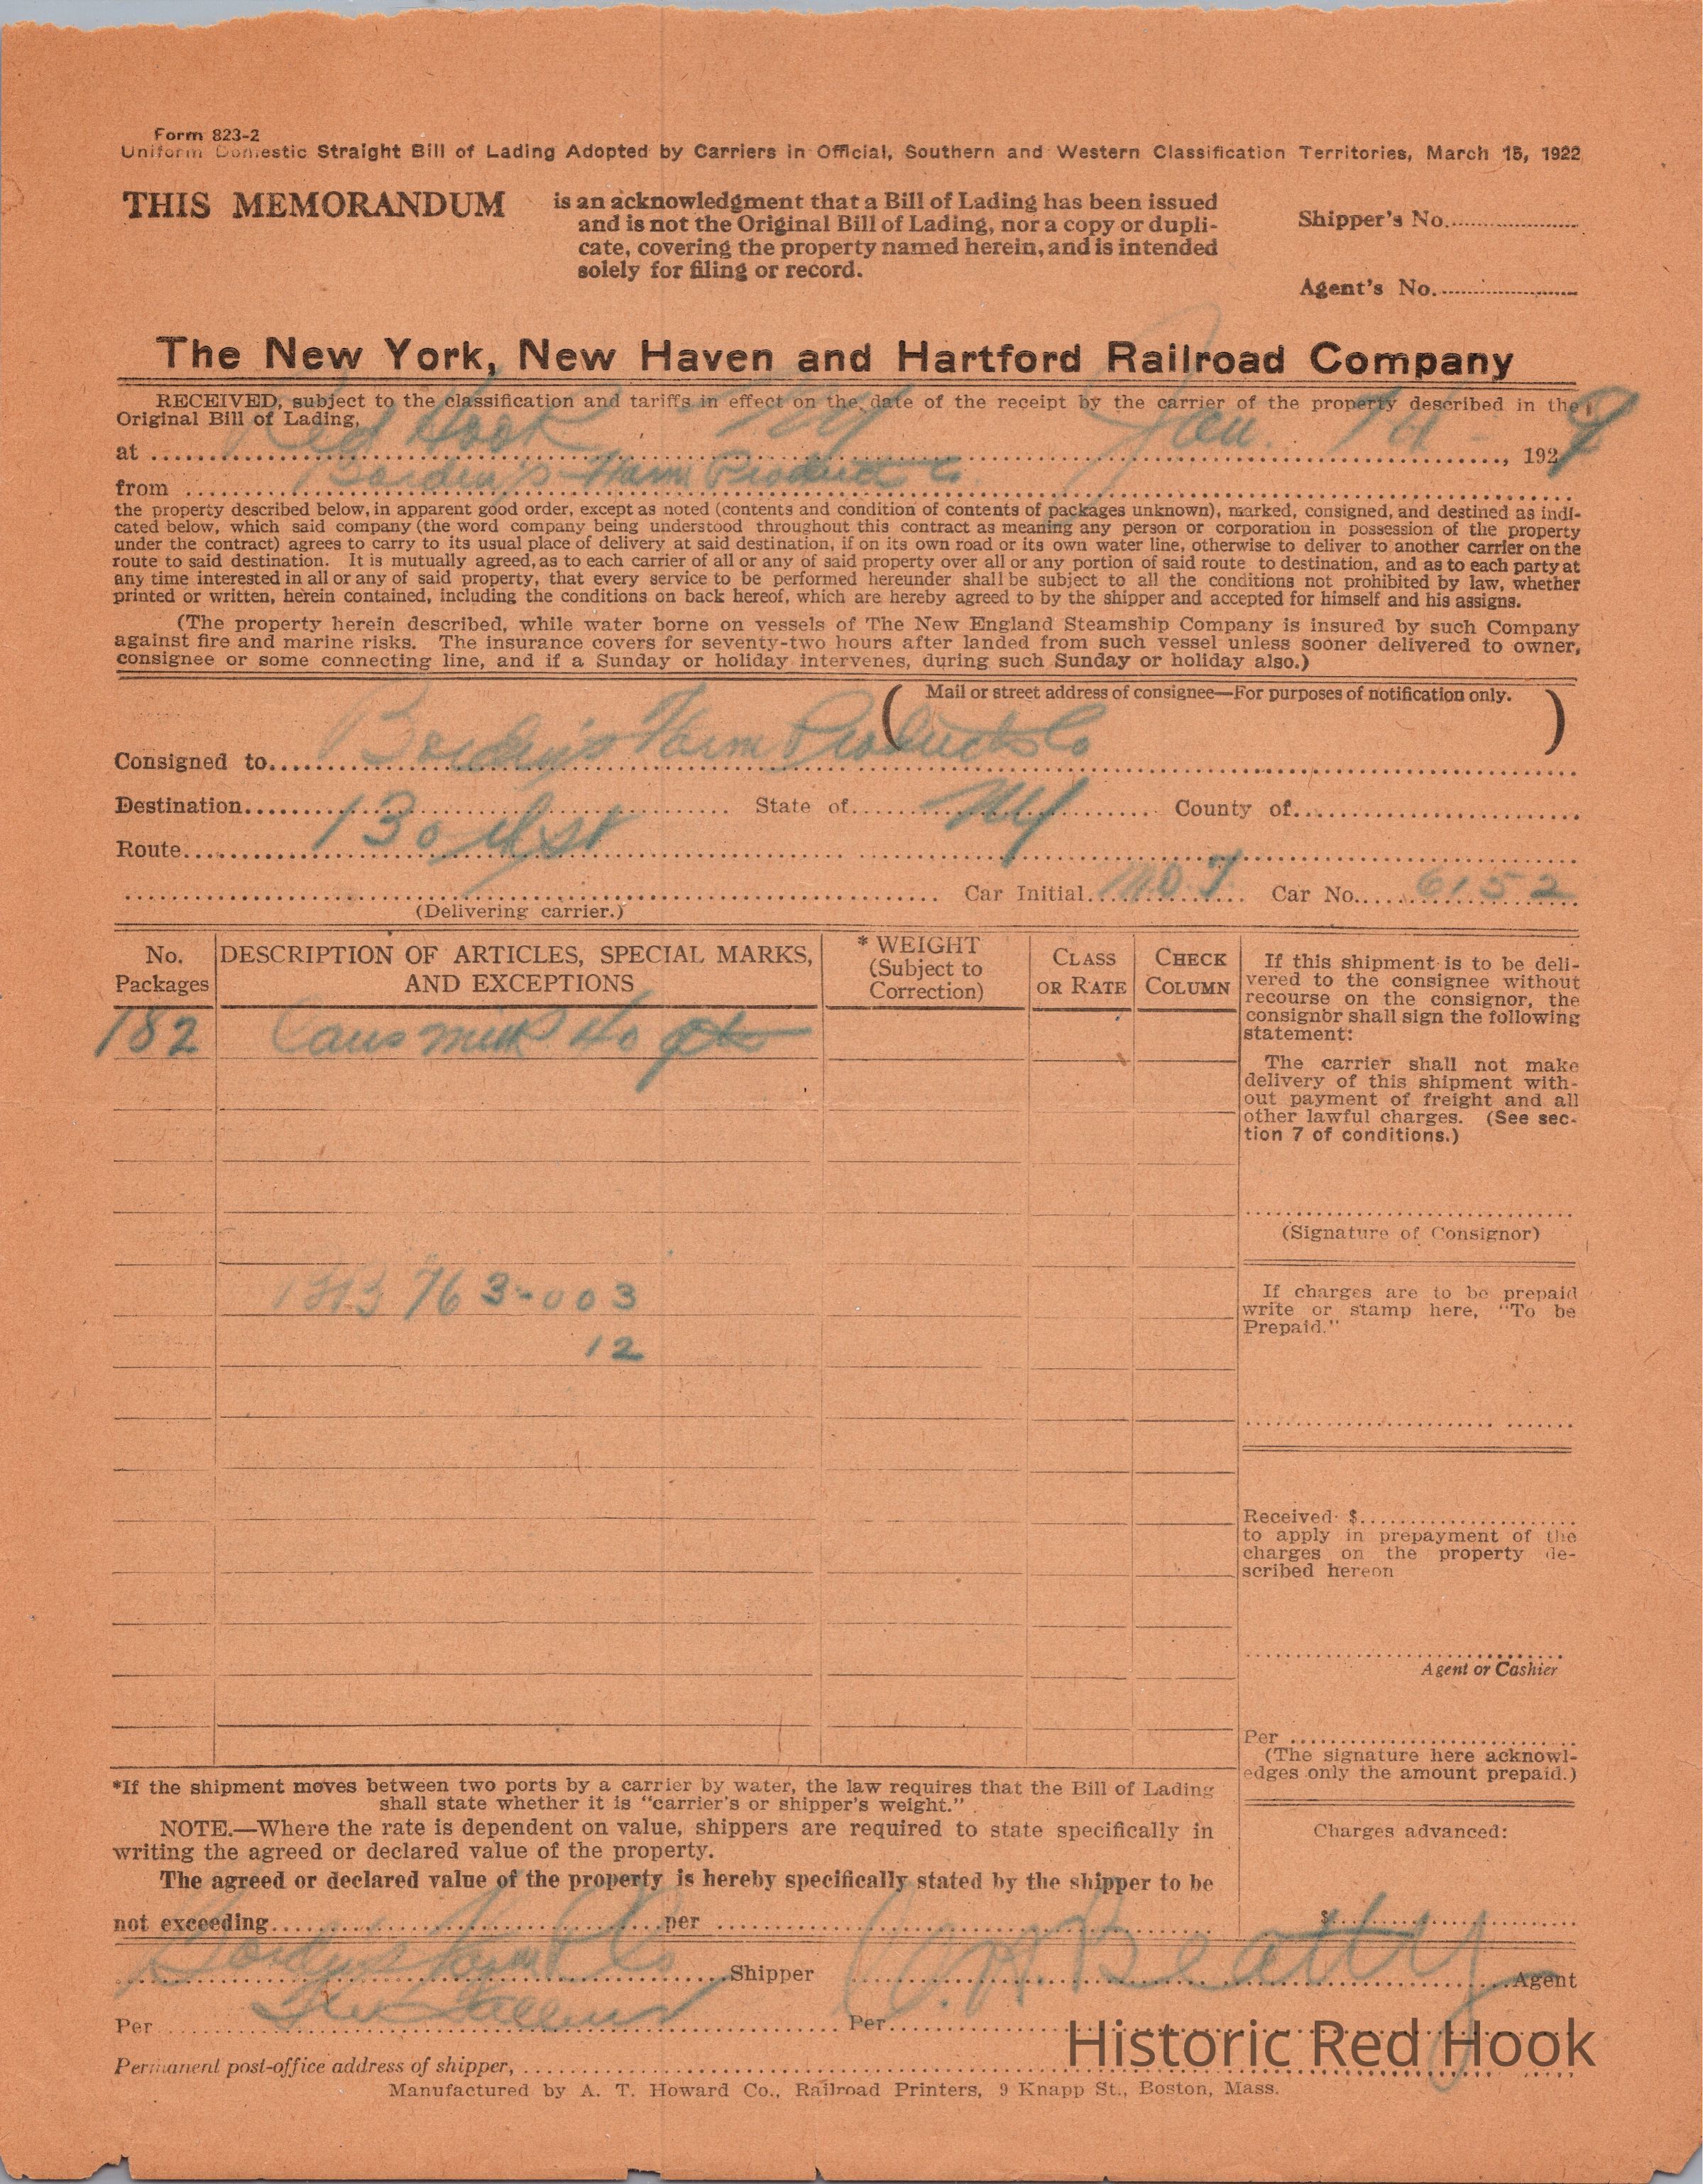 Form 823-2
Uniform Domestic Straight Bill of Lading Adopted by Carriers in Official, Southern and Western Classification Territories, March 15, 1922
THIS MEMORANDUM
is an acknowledgment that a Bill of Lading has been issued
and is not the Original Bill of Lading, nor a copy or dupli-
cate, covering the property named herein, and is intended
solely for filing or record.
Shipper's No.
Agent's No.
The New York, New Haven and Hartford Railroad Company
RECEIVED, subject to the classification and tariffs in effect on the date of the receipt by the carrier of the property described in the
Original Bill of Lading,
at Red Hook NY Jan. 14 - , 1929
from Borden's Farm Products Co.
the property described below, in apparent good order, except as noted (contents and condition of contents of packages unknown), marked, consigned, and destined as indi-
cated below, which said company (the word company being understood throughout this contract as meaning any person or corporation in possession of the property
under the contract) agrees to carry to its usual place of delivery at said destination, if on its own road or its own water line, otherwise to deliver to another carrier on the
route to said destination. It is mutually agreed, as to each carrier of all or any of said property over all or any portion of said route to destination, and as to each party at
any time interested in all or any of said property, that every service to be performed hereunder shall be subject to all the conditions not prohibited by law, whether
printed or written, herein contained, including the conditions on back hereof, which are hereby agreed to by the shipper and accepted for himself and his assigns.
(The property herein described, while water borne on vessels of The New England Steamship Company is insured by such Company
against fire and marine risks. The insurance covers for seventy-two hours after landed from such vessel unless sooner delivered to owner,
consignee or some connecting line, and if a Sunday or holiday intervenes, during such Sunday or holiday also.)
(Mail or street address of consignee—For purposes of notification only.)
Consigned to Borden's Farm Products Co
Destination 130th St State of NY County of
Route
Car Initial Car No. 6152
(Delivering carrier.)
No. Packages
DESCRIPTION OF ARTICLES, SPECIAL MARKS, AND EXCEPTIONS
* WEIGHT (Subject to Correction)
CLASS OR RATE
CHECK COLUMN
182 Cans milk 40 qts
763-003
12
If this shipment is to be deli-
vered to the consignee without
recourse on the consignor, the
consignor shall sign the following
statement:
The carrier shall not make
delivery of this shipment with-
out payment of freight and all
other lawful charges. (See sec-
tion 7 of conditions.)
(Signature of Consignor)
If charges are to be prepaid
write or stamp here, "To be
Prepaid."
Received $
to apply in prepayment of the
charges on the property de-
scribed hereon
Agent or Cashier
Per
(The signature here acknowl-
edges only the amount prepaid.)
Charges advanced:
$
*If the shipment moves between two ports by a carrier by water, the law requires that the Bill of Lading
shall state whether it is "carrier's or shipper's weight."
NOTE.—Where the rate is dependent on value, shippers are required to state specifically in
writing the agreed or declared value of the property.
The agreed or declared value of the property is hereby specifically stated by the shipper to be
not exceeding per
Borden's Farm P Co Shipper Beatty Agent
Per Per
Permanent post-office address of shipper,
Manufactured by A. T. Howard Co., Railroad Printers, 9 Knapp St., Boston, Mass.
Historic Red Hook